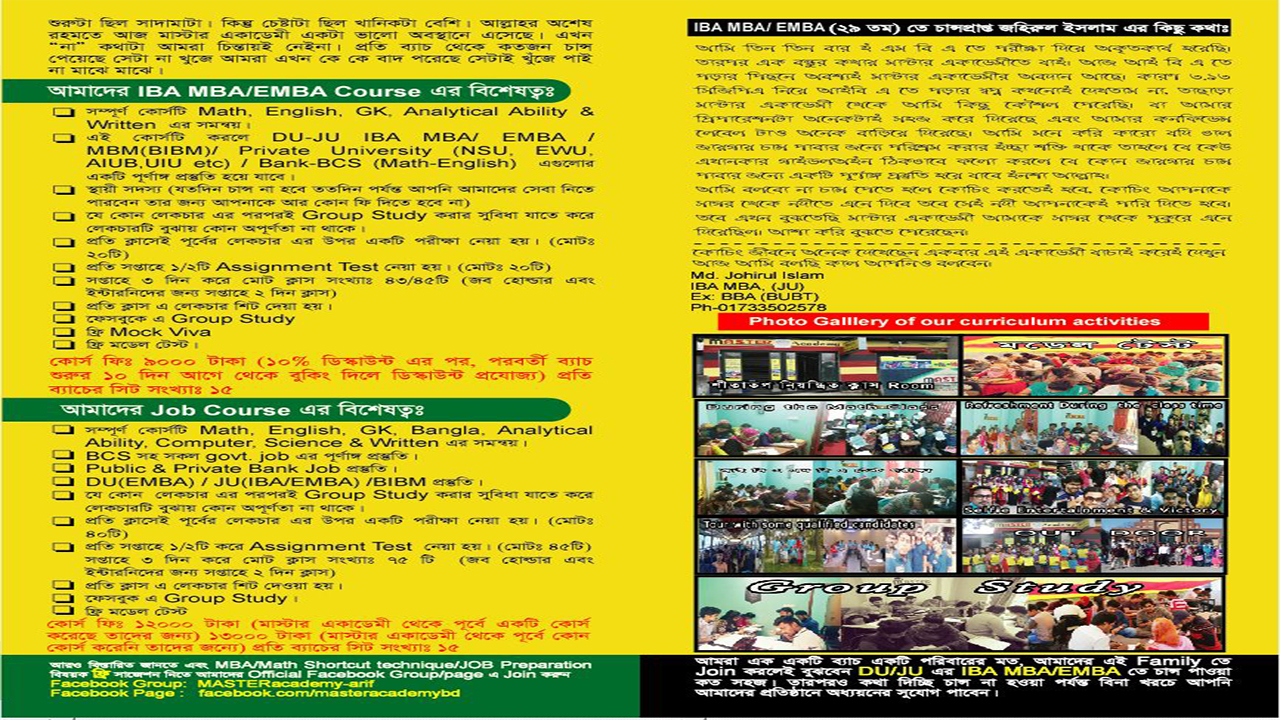 শুরুটা ছিল সাদামাটা। কিন্তু চেষ্টাটা ছিল খানিকটা বেশি। আল্লাহর অশেষ
রহমতে আজ মাস্টার একাডেমী একটা ভালো অবস্থানে এসেছে। এখন
“না” কথাটা আমরা চিন্তায়ই নেইনা। প্রতি ব্যাচ থেকে কতজন চান্স
পেয়েছে সেটা না খুজে আমরা এখন কে কে বাদ পরেছে সেটাই খুঁজে পাই
না মাঝে মাঝে।
আমাদের IBA MBA/EMBA Course এর বিশেষত্বঃ
সম্পূর্ণ কোর্সটি Math, English, GK, Analytical Ability &
Written এর সমন্বয়।
এই কোর্সটি করলে DU-JU IBA MBA/ EMBA /
MBM(BIBM)/ Private University (NSU, EWU,
AIUB,UIU etc) / Bank-BCS (Math-English) এগুলোর
একটি পূর্ণাঙ্গ প্রস্তুতি হয়ে যাবে।
স্থায়ী সদস্য (যতদিন চান্স না হবে ততদিন পর্যন্ত আপনি আমাদের সেবা নিতে
পারবেন তার জন্য আপনাকে আর কোন ফি দিতে হবে না)
যে কোন লেকচার এর পরপরই Group Study করার সুবিধা যাতে করে
লেকচারটি বুঝায় কোন অপূর্ণতা না থাকে।
প্রতি ক্লাসেই পূর্বের লেকচার এর উপর একটি পরীক্ষা নেয়া হয়। (মোটঃ
২০টি)
প্রতি সপ্তাহে ১/২টি Assignment Test নেয়া হয়। (মোটঃ ২০টি)
সপ্তাহে ৩ দিন করে মোট ক্লাস সংখ্যাঃ ৪৩/৪৫টি (জব হোল্ডার এবং
ইন্টারনিদের জন্য সপ্তাহে ২ দিন ক্লাস)
প্রতি ক্লাস এ লেকচার শিট দেয়া হয়।
ফেসবুকে এ Group Study
ফ্রি Mock Viva
ফ্রি মডেল টেস্ট।
কোর্স ফিঃ ৯০০০ টাকা (১০% ডিস্কাউন্ট এর পর, পরবর্তী ব্যাচ
শুরুর ১০ দিন আগে থেকে বুকিং দিলে ডিস্কাউন্ট প্রযোজ্য) প্রতি
ব্যাচের সিট সংখ্যাঃ ১৫
আমাদের Job Course এর বিশেষত্বঃ
সম্পূর্ণ কোর্সটি Math, English, GK, Bangla, Analytical
Ability, Computer, Science & Written এর সমন্বয়।
BCS সহ সকল govt. job এর পূর্ণাঙ্গ প্রস্তুতি।
Public & Private Bank Job প্রস্তুতি।
DU(EMBA) / JU(IBA/EMBA) /BIBM প্রস্তুতি।
যে কোন লেকচার এর পরপরই Group Study করার সুবিধা যাতে করে
লেকচারটি বুঝায় কোন অপূর্ণতা না থাকে।
প্রতি ক্লাসেই পূর্বের লেকচার এর উপর একটি পরীক্ষা নেয়া হয়। (মোটঃ
৪০টি)
প্রতি সপ্তাহে ১/২টি করে Assignment Test নেয়া হয়। (মোটঃ ৪৫টি)
সপ্তাহে ৩ দিন করে মোট ক্লাস সংখ্যাঃ ৭৫ টি (জব হোল্ডার এবং
ইন্টারনিদের জন্য সপ্তাহে ২ দিন ক্লাস)
প্রতি ক্লাস এ লেকচার শিট দেওয়া হয়।
ফেসবুক এ Group Study।
ফ্রি মডেল টেস্ট
কোর্স ফিঃ ১২০০০ টাকা (মাস্টার একাডেমী থেকে পূর্বে একটি কোর্স
করেছে তাদের জন্য) ১৩০০০ টাকা (মাস্টার একাডেমী থেকে পূর্বে কোন
কোর্স করেনি তাদের জন্যে) প্রতি ব্যাচের সিট সংখ্যাঃ ১৫
আরও বিস্তারিত জানতে এবং MBA/Math Shortcut technique/JOB Preparation
বিষয়ক ফ্রি সাজেশন নিতে আমাদের Official Facebook Group/page এ Join করুন
Facebook Group: MASTERacademy-arif
Facebook Page : facebook.com/masteracademybd
IBA MBA/ EMBA (২৯ তম) তে চান্সপ্রাপ্ত জহিরুল ইসলাম এর কিছু কথাঃ
আমি তিন তিন বার ই এম বি এ তে পরীক্ষা দিয়ে অকৃতকার্য হয়েছি।
তারপর এক বন্ধুর কথায় মাস্টার একাডেমীতে যাই। আজ আই বি এ তে
পড়ার পিছনে অবশ্যই মাস্টার একাডেমীর অবদান আছে। কারণ ৩.৯৩
সিজিপিএ নিয়ে আইবি এ তে পড়ার স্বপ্ন কখনোই দেখতাম না, তাছাড়া
মাস্টার একাডেমী থেকে আমি কিছু কৌশল পেয়েছি। যা আমার
প্রিপারেশনটা অনেকটাই সহজ করে দিয়েছে এবং আমার কনফিডেন্স
লেবেল টাও অনেক বাড়িয়ে দিয়েছে। আমি মনে করি কারো যদি ভাল
জায়গায় চান্স পাবার জন্যে পরিশ্রম করার ইচ্ছা শক্তি থাকে তাহলে যে কেউ
এখানকার গাইডলাইন ঠিকভাবে ফলো করলে যে কোন জায়গার চান্স
পাবার জন্যে একটি পূর্ণাঙ্গ প্রস্তুতি হয়ে যাবে ইনশা আল্লাহ।
আমি বলবো না চান্স পেতে হলে কোচিং করতেই হবে, কোচিং আপনাকে
সাগর থেকে নদীতে এনে দিবে তবে সেই নদী আপনাকেই পারি দিতে হবে।
তবে এখন বুঝতেছি মাস্টার একাডেমী আমাকে সাগর থেকে পুকুরে এনে
দিয়েছিল। আশা করি বুঝতে পেরেছেন।
কোচিং জীবনে অনেক দেখেছেন একবার এই একাডেমী যাচাই করেই দেখুন
আজ আমি বলছি কাল আপনিও বলবেন।
Md. Johirul Islam
IBA MBA, (JU)
Ex: BBA (BUBT)
Ph-01733502578
Photo Galllery of our curriculum activities
MASTER Academy
শীতাতপ নিয়ন্ত্রিত ক্লাস Room
মডেল টেস্ট
During the Math-Class
Refreshment During the class time
Selfie Entertainment & Victory
Tour with some qualified candidates
OUT DOOR
Group Study
আমরা এক একটি ব্যাচ একটি পরিবারের মত, আমাদের এই Family তে
Join করলেই বুঝবেন DU/JU এর IBA MBA/EMBA তে চান্স পাওয়া
কত সহজ। তারপরও কথা দিচ্ছি চান্স না হওয়া পর্যন্ত বিনা খরচে আপনি
আমাদের প্রতিষ্ঠানে অধ্যয়নের সুযোগ পাবেন।